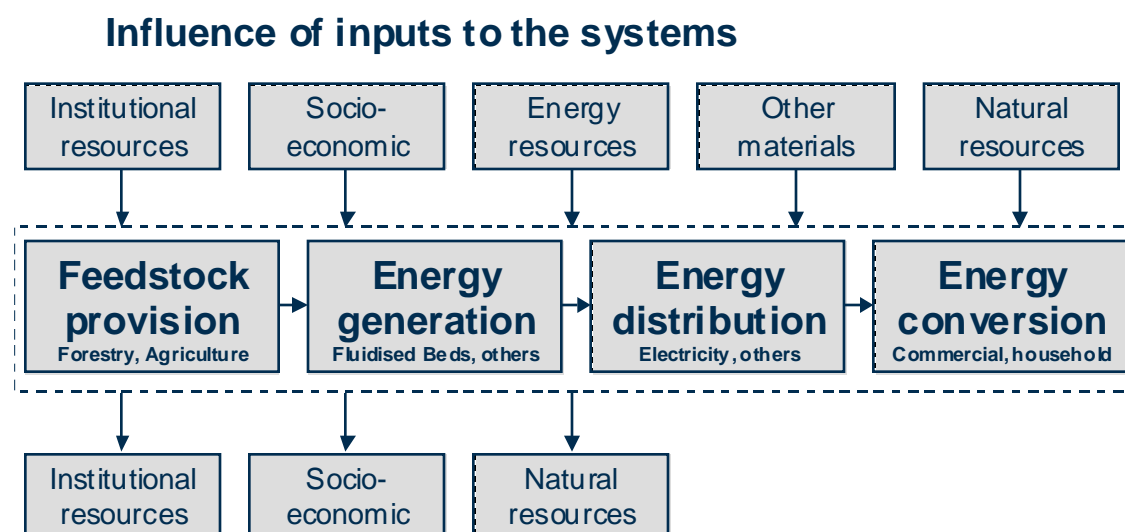 Influence of inputs to the systems
Institutional
resources
Socio-
economic
Energy
resources
Other
materials
Natural
resources
Feedstock
provision
Forestry, Agriculture
Energy
generation
Fluidised Beds, others
Energy
distribution
Electricity, others
Energy
conversion
Commercial, household
Institutional
resources
Socio-
economic
Natural
resources